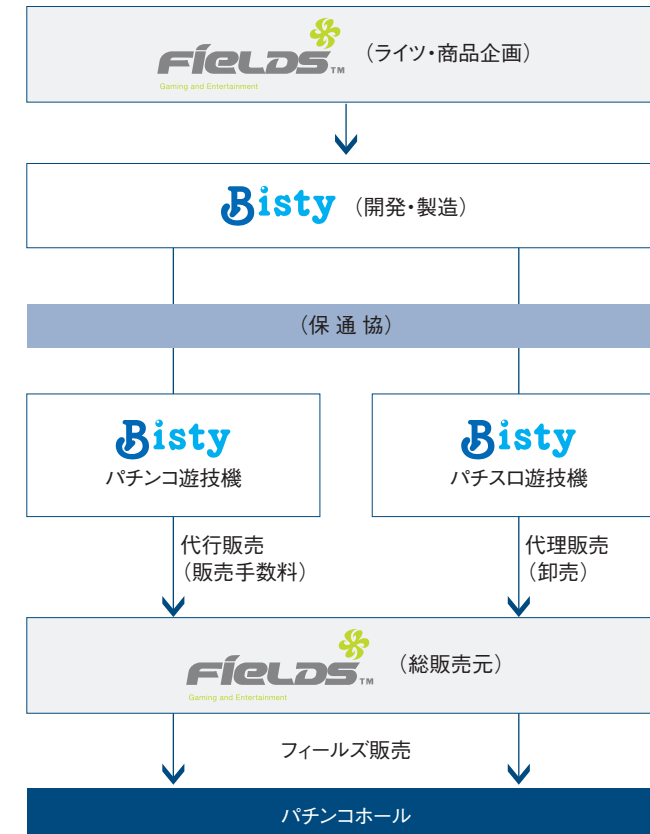 FIELDS™ （ライツ・商品企画）
Gaming and Entertainment
Bisty （開発・製造）
（保 通 協）
Bisty
パチンコ遊技機
Bisty
パチスロ遊技機
代行販売
（販売手数料）
代理販売
（卸売）
FIELDS™ （総販売元）
Gaming and Entertainment
フィールズ販売
パチンコホール